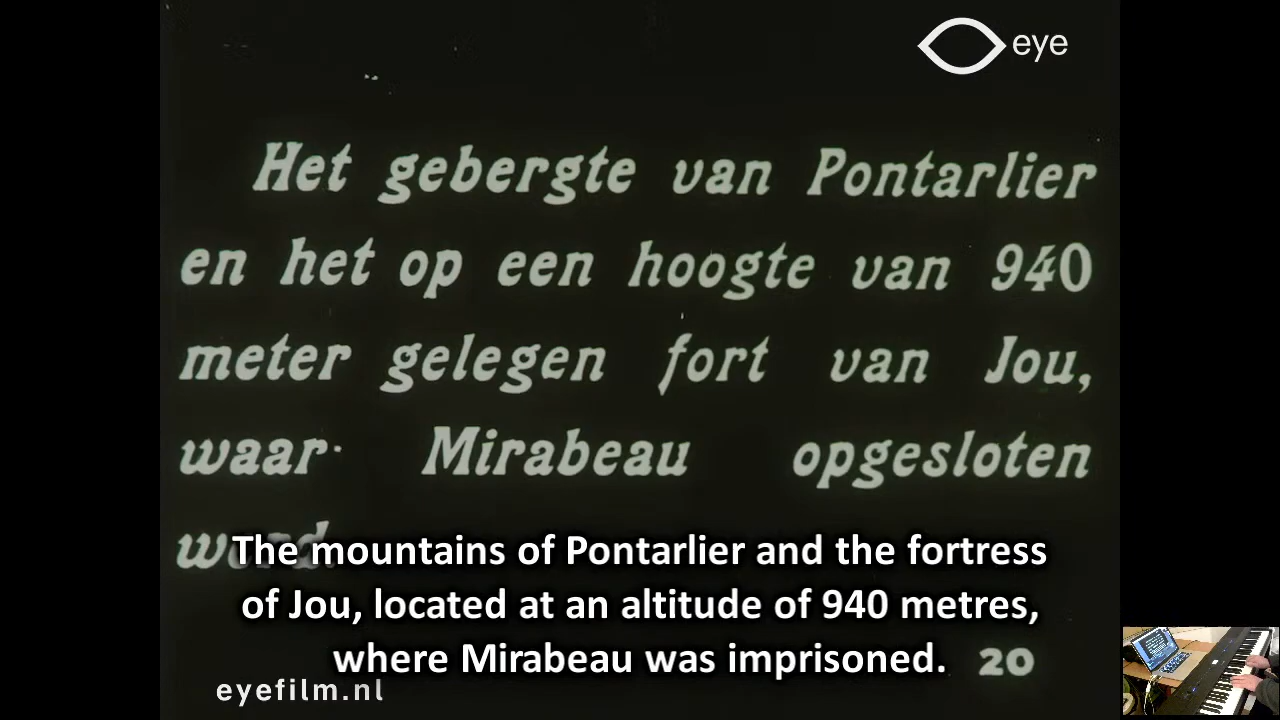 eye
Het gebergte van Pontarlier
en het op een hoogte van 940
meter gelegen fort van Jou,
waar Mirabeau opgesloten
The mountains of Pontarlier and the fortress
of Jou, located at an altitude of 940 metres,
where Mirabeau was imprisoned.
20
eyefilm.nl